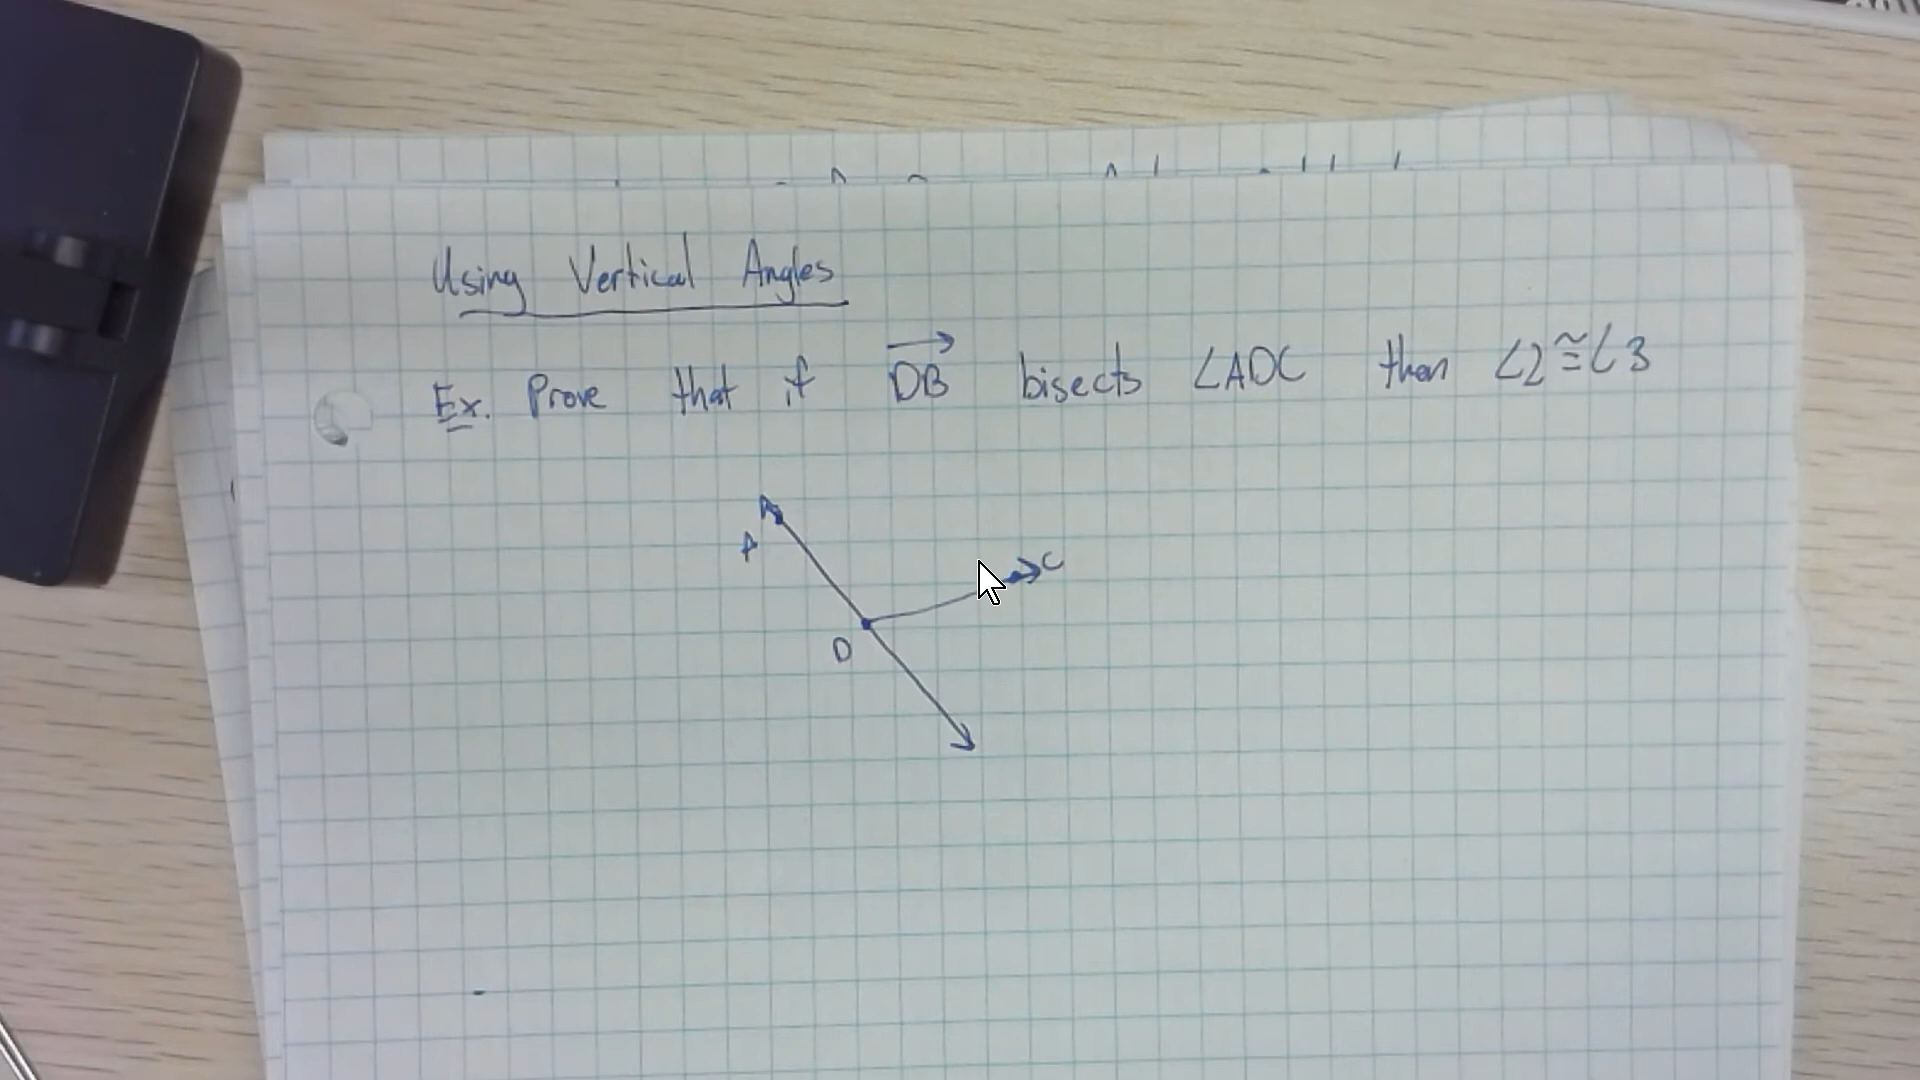 Using Vertical Angles
Ex. Prove that if DB bisects ∠ADC then ∠2≅∠3
A
C
D